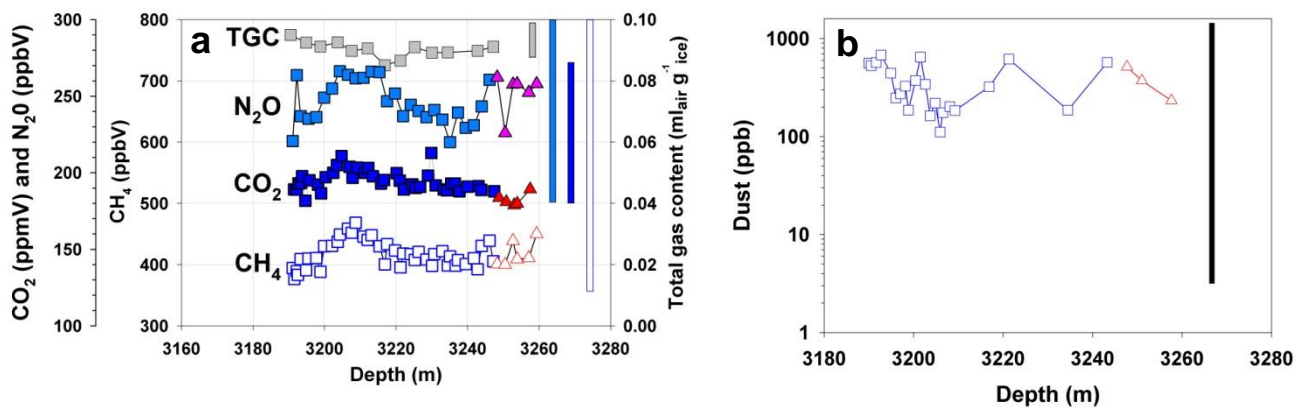 a
TGC
N2O
CO2
CH4
CO2 (ppmV) and N20 (ppbV)
300
250
200
150
100
CH4 (ppbV)
800
700
600
500
400
300
3160 3180 3200 3220 3240 3260 3280
Depth (m)
0.10
0.08
0.06
0.04
0.02
0.00
Total gas content (mlair g-1ice)
b
Dust (ppb)
1000
100
10
1
3180 3200 3220 3240 3260 3280
Depth (m)